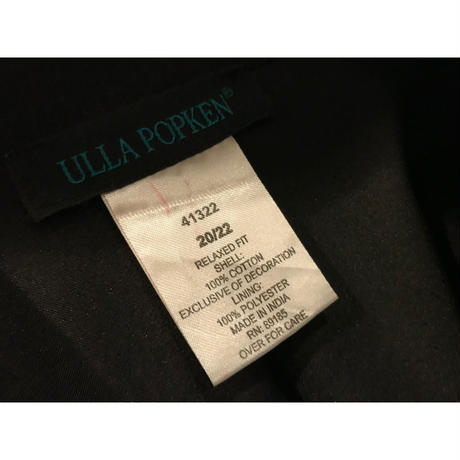 ULLA POPKEN®
41322
20/22
RELAXED FIT
SHELL:
100% COTTON
EXCLUSIVE OF DECORATION
LINING:
100% POLYESTER
MADE IN INDIA
RN: 89185
OVER FOR CARE